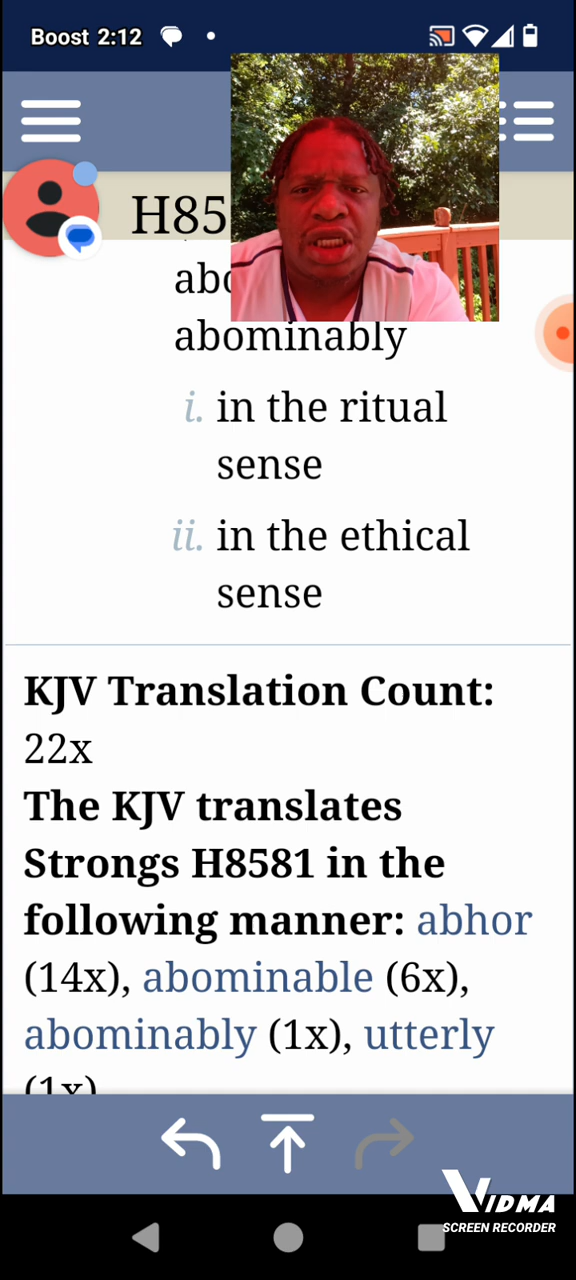 Boost 2:12
H85
abominably
i. in the ritual
sense
ii. in the ethical
sense
KJV Translation Count:
22x
The KJV translates
Strongs H8581 in the
following manner: abhor
(14x), abominable (6x),
abominably (1x), utterly
(1x)
VIDMA
SCREEN RECORDER